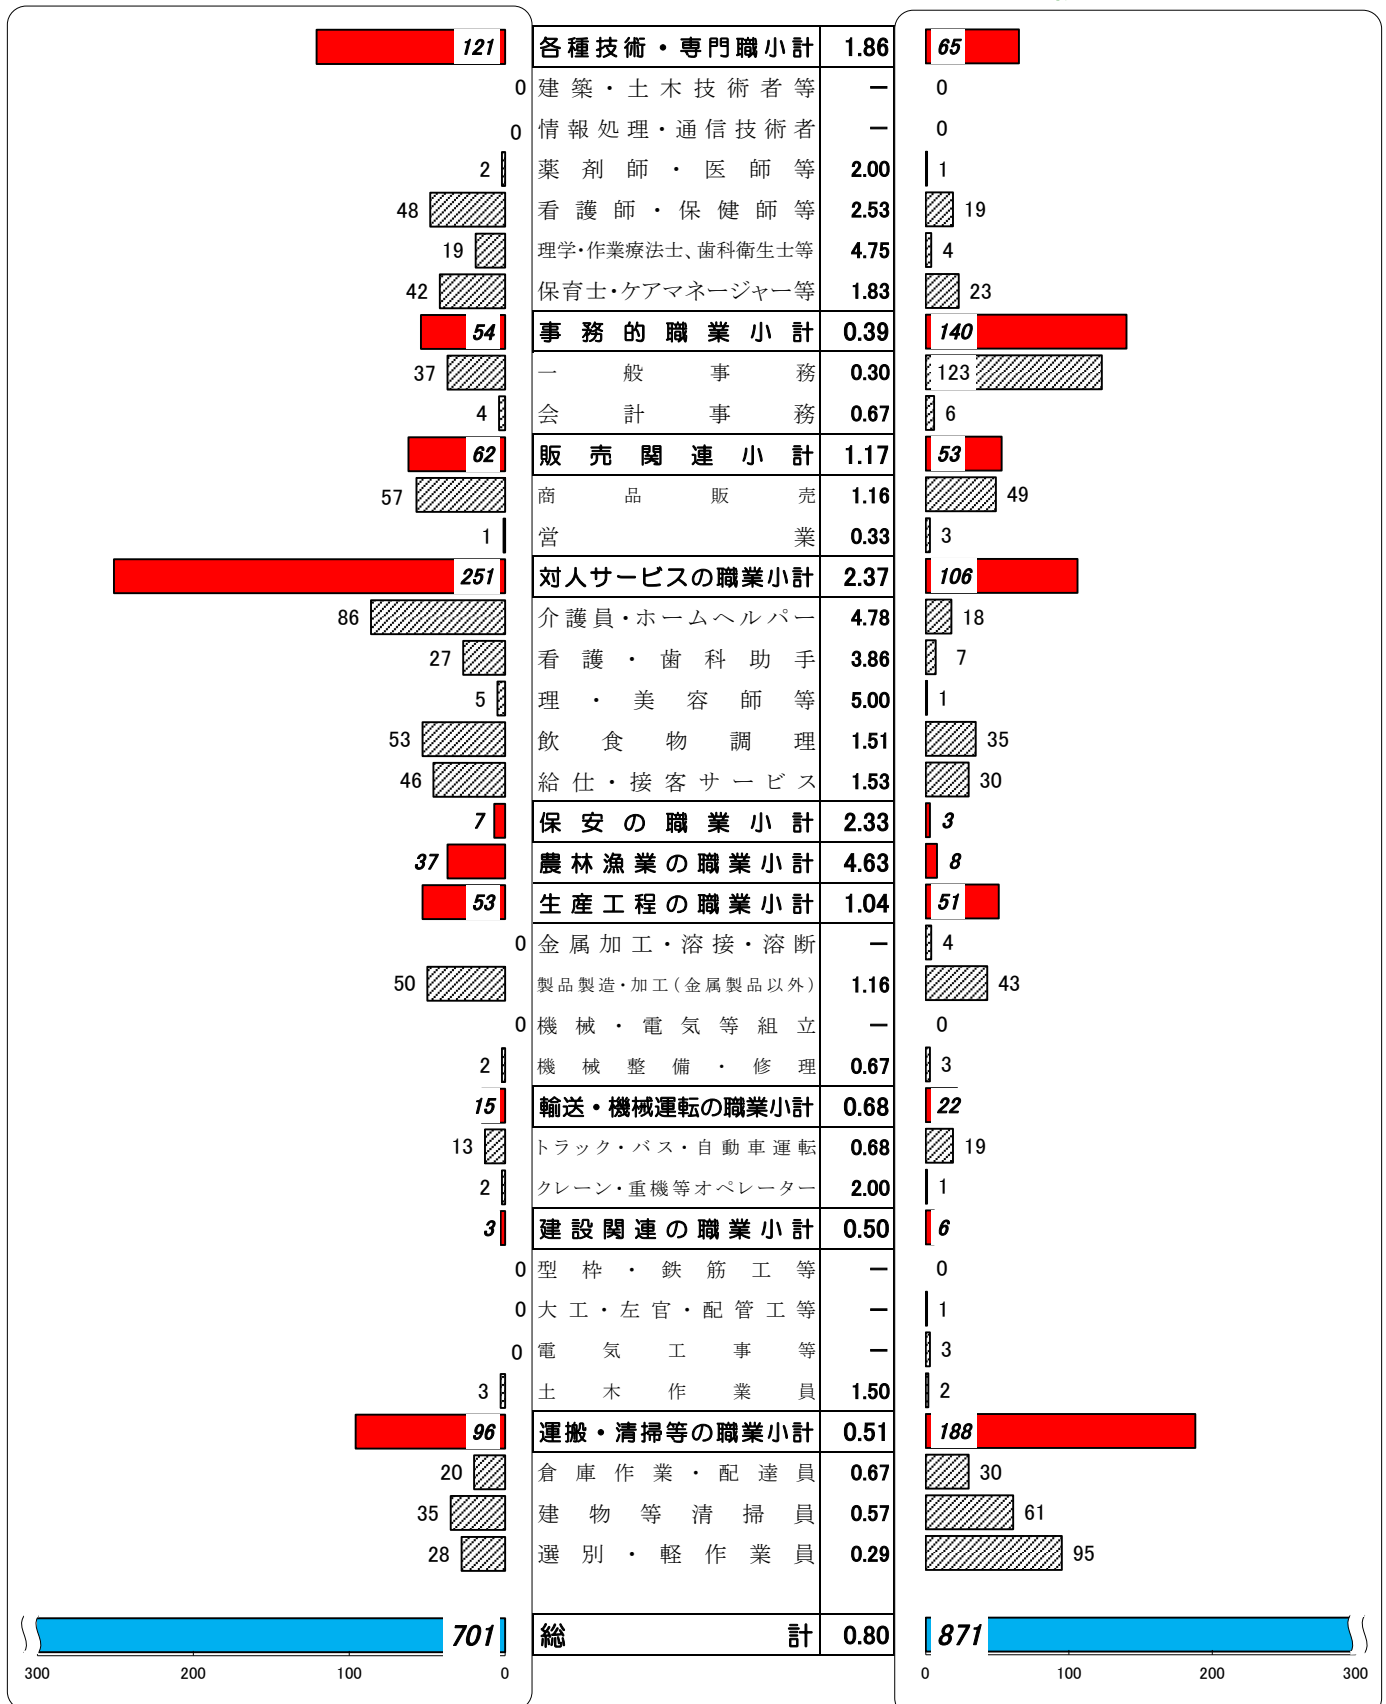 121 各種技術・専門職小計 1.86 65
0 建築・土木技術者等 － 0
0 情報処理・通信技術者 － 0
2 薬剤師・医師等 2.00 1
48 看護師・保健師等 2.53 19
19 理学・作業療法士、歯科衛生士等 4.75 4
42 保育士・ケアマネージャー等 1.83 23
54 事務的職業小計 0.39 140
37 一般事務 0.30 123
4 会計事務 0.67 6
62 販売関連小計 1.17 53
57 商品販売 1.16 49
1 営業 0.33 3
251 対人サービスの職業小計 2.37 106
86 介護員・ホームヘルパー 4.78 18
27 看護・歯科助手 3.86 7
5 理・美容師等 5.00 1
53 飲食物調理 1.51 35
46 給仕・接客サービス 1.53 30
7 保安の職業小計 2.33 3
37 農林漁業の職業小計 4.63 8
53 生産工程の職業小計 1.04 51
0 金属加工・溶接・溶断 － 4
50 製品製造・加工(金属製品以外) 1.16 43
0 機械・電気等組立 － 0
2 機械整備・修理 0.67 3
15 輸送・機械運転の職業小計 0.68 22
13 トラック・バス・自動車運転 0.68 19
2 クレーン・重機等オペレーター 2.00 1
3 建設関連の職業小計 0.50 6
0 型枠・鉄筋工等 － 0
0 大工・左官・配管工等 － 1
0 電気工事等 － 3
3 土木作業員 1.50 2
96 運搬・清掃等の職業小計 0.51 188
20 倉庫作業・配達員 0.67 30
35 建物等清掃員 0.57 61
28 選別・軽作業員 0.29 95
701 総計 0.80 871
300 200 100 0 0 100 200 300